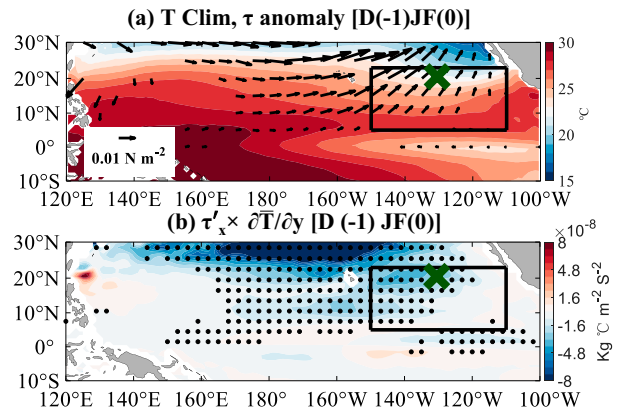 (a) T Clim, τ anomaly [D(-1)JF(0)]
30°N
20°N
10°N
0°
10°S
0.01 N m⁻²
120°E 140°E 160°E 180°E 160°W 140°W 120°W 100°W
30
25
20
15
℃
(b) τ'ₓ× ∂T̅/∂y [D (-1) JF(0)]
30°N
20°N
10°N
0°
10°S
120°E 140°E 160°E 180°E 160°W 140°W 120°W 100°W
×10⁻⁸
8
4.8
1.6
-1.6
-4.8
-8
Kg ℃ m⁻² S⁻²